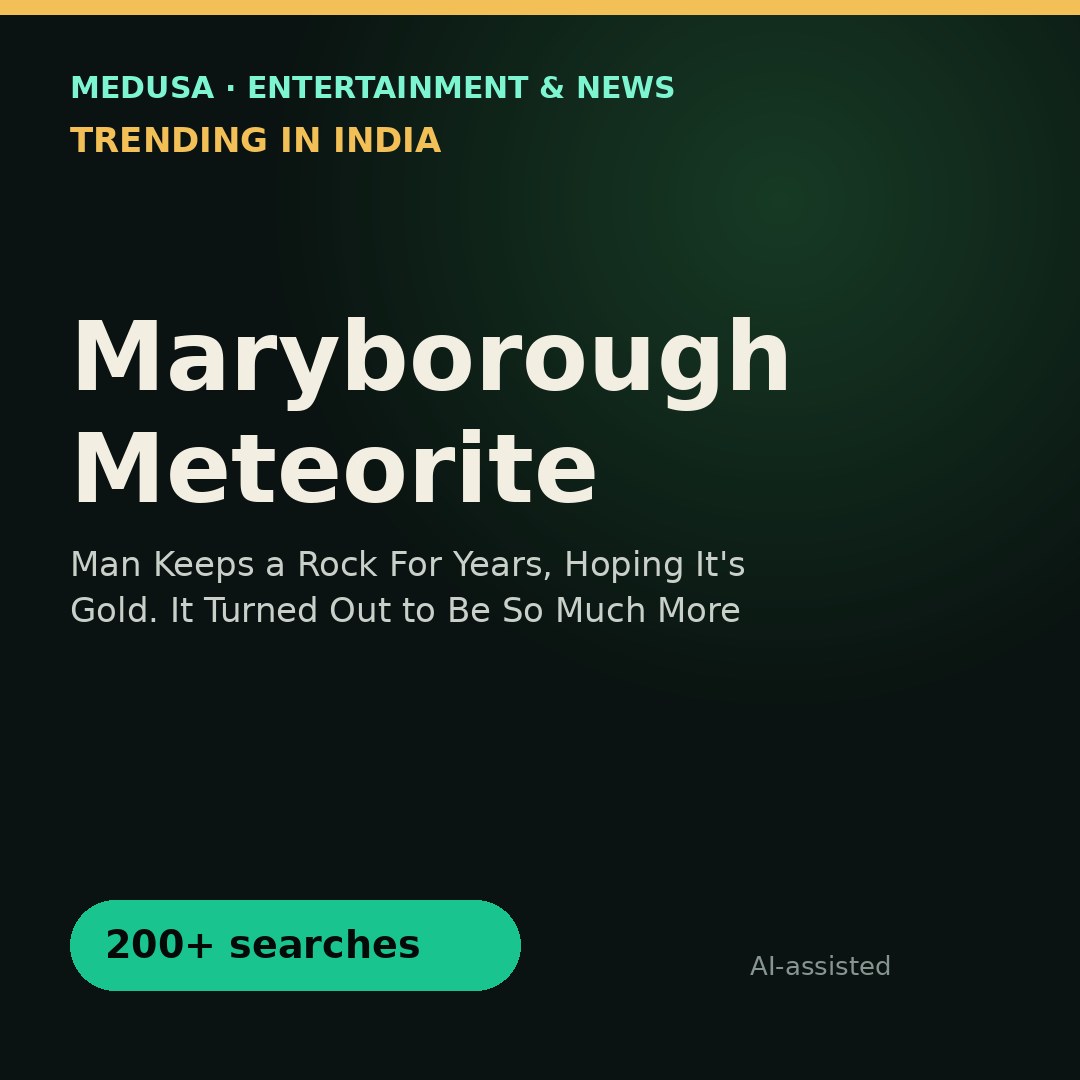 MEDUSA · ENTERTAINMENT & NEWS
TRENDING IN INDIA
Maryborough
Meteorite
Man Keeps a Rock For Years, Hoping It's
Gold. It Turned Out to Be So Much More
200+ searches
AI-assisted